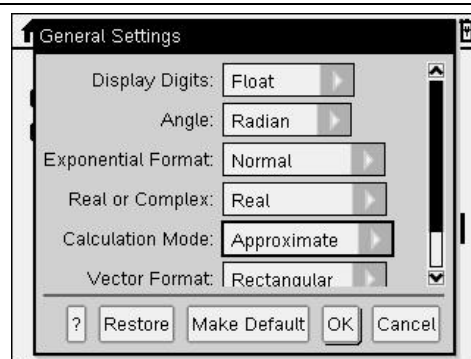 General Settings
Display Digits: Float
Angle: Radian
Exponential Format: Normal
Real or Complex: Real
Calculation Mode: Approximate
Vector Format: Rectangular
? Restore Make Default OK Cancel